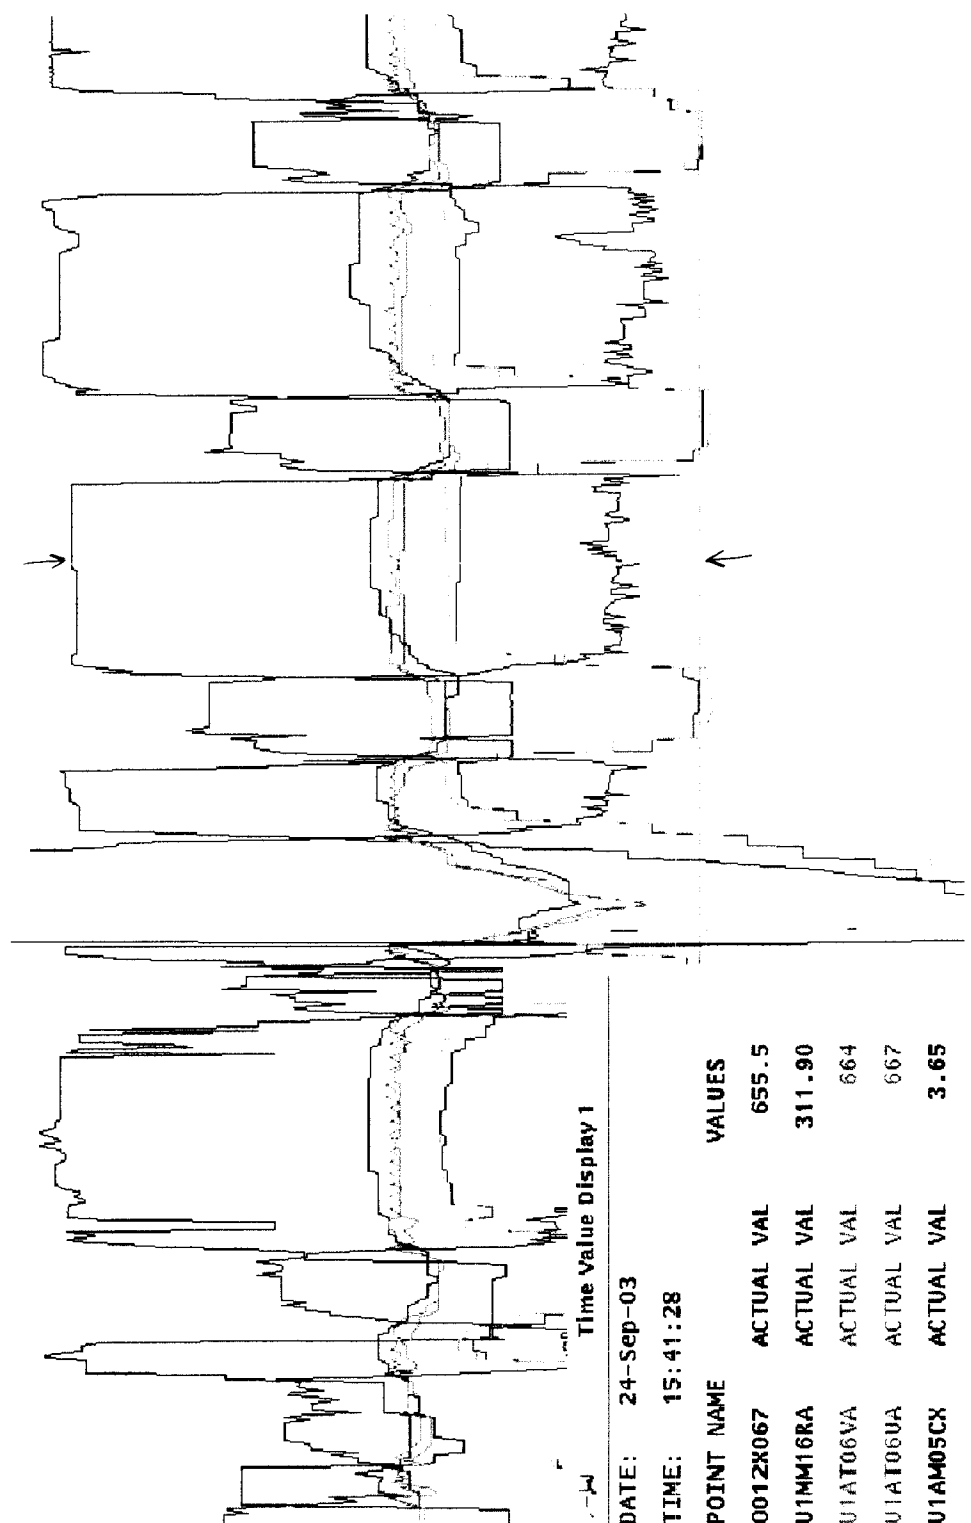 Time Value Display 1
DATE: 24-Sep-03
TIME: 15:41:28
POINT NAME VALUES
0012X067 ACTUAL VAL 655.5
U1MM16RA ACTUAL VAL 311.90
U1AT06VA ACTUAL VAL 664
U1AT06UA ACTUAL VAL 667
U1AM05CX ACTUAL VAL 3.65